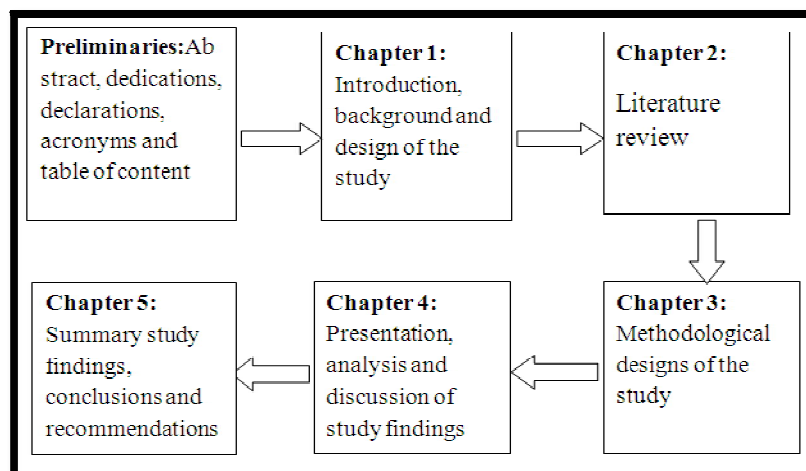 Preliminaries:Ab
stract, dedications,
declarations,
acronyms and
table of content
Chapter 1:
Introduction,
background and
design of the
study
Chapter 2:
Literature
review
Chapter 3:
Methodological
designs of the
study
Chapter 4:
Presentation,
analysis and
discussion of
study findings
Chapter 5:
Summary study
findings,
conclusions and
recommendations